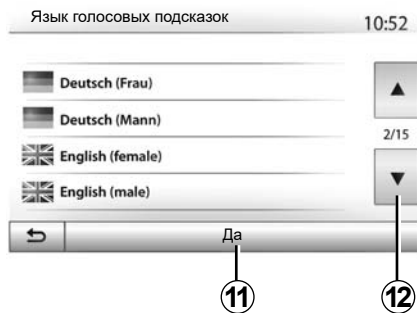 Язык голосовых подсказок
10:52
Deutsch (Frau)
Deutsch (Mann)
2/15
English (female)
English (male)
Да
11
12